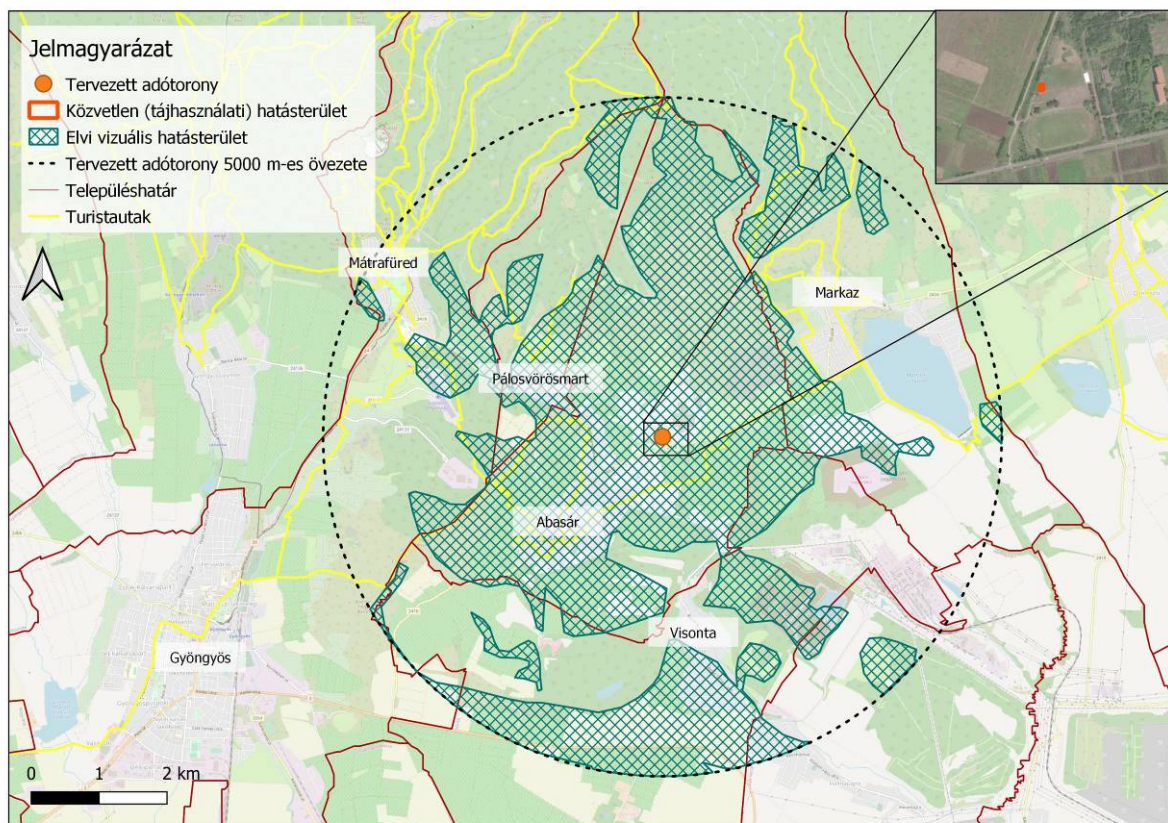 Jelmagyarázat
Tervezett adótorony
Közvetlen (tájhasználati) hatásterület
Elvi vizuális hatásterület
Tervezett adótorony 5000 m-es övezete
Településhatár
Turistautak
Mátrafüred
Markaz
Pálosvörösmart
Abasár
Visonta
Gyöngyös
0 1 2 km